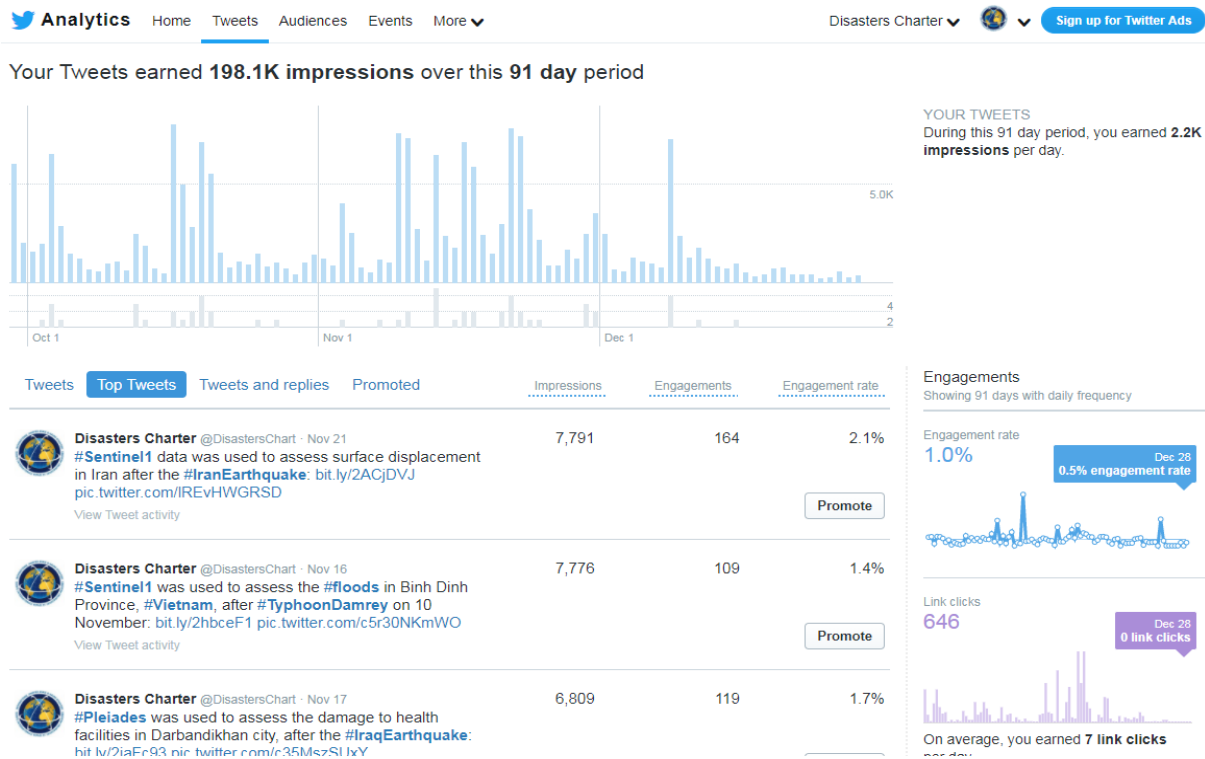 Analytics Home Tweets Audiences Events More Disasters Charter Sign up for Twitter Ads
Your Tweets earned 198.1K impressions over this 91 day period
YOUR TWEETS
During this 91 day period, you earned 2.2K
impressions per day.
5.0K
4
2
Oct 1 Nov 1 Dec 1
Tweets Top Tweets Tweets and replies Promoted Impressions Engagements Engagement rate
Disasters Charter @DisastersChart · Nov 21 7,791 164 2.1%
#Sentinel1 data was used to assess surface displacement
in Iran after the #IranEarthquake: bit.ly/2ACjDVJ
pic.twitter.com/lREvHWGRSD
View Tweet activity
Promote
Disasters Charter @DisastersChart · Nov 16 7,776 109 1.4%
#Sentinel1 was used to assess the #floods in Binh Dinh
Province, #Vietnam, after #TyphoonDamrey on 10
November: bit.ly/2hbceF1 pic.twitter.com/c5r30NKmWO
View Tweet activity
Promote
Disasters Charter @DisastersChart · Nov 17 6,809 119 1.7%
#Pleiades was used to assess the damage to health
facilities in Darbandikhan city, after the #IraqEarthquake:
Engagements
Showing 91 days with daily frequency
Engagement rate
1.0%
Dec 28
0.5% engagement rate
Link clicks
646
Dec 28
0 link clicks
On average, you earned 7 link clicks
per day.